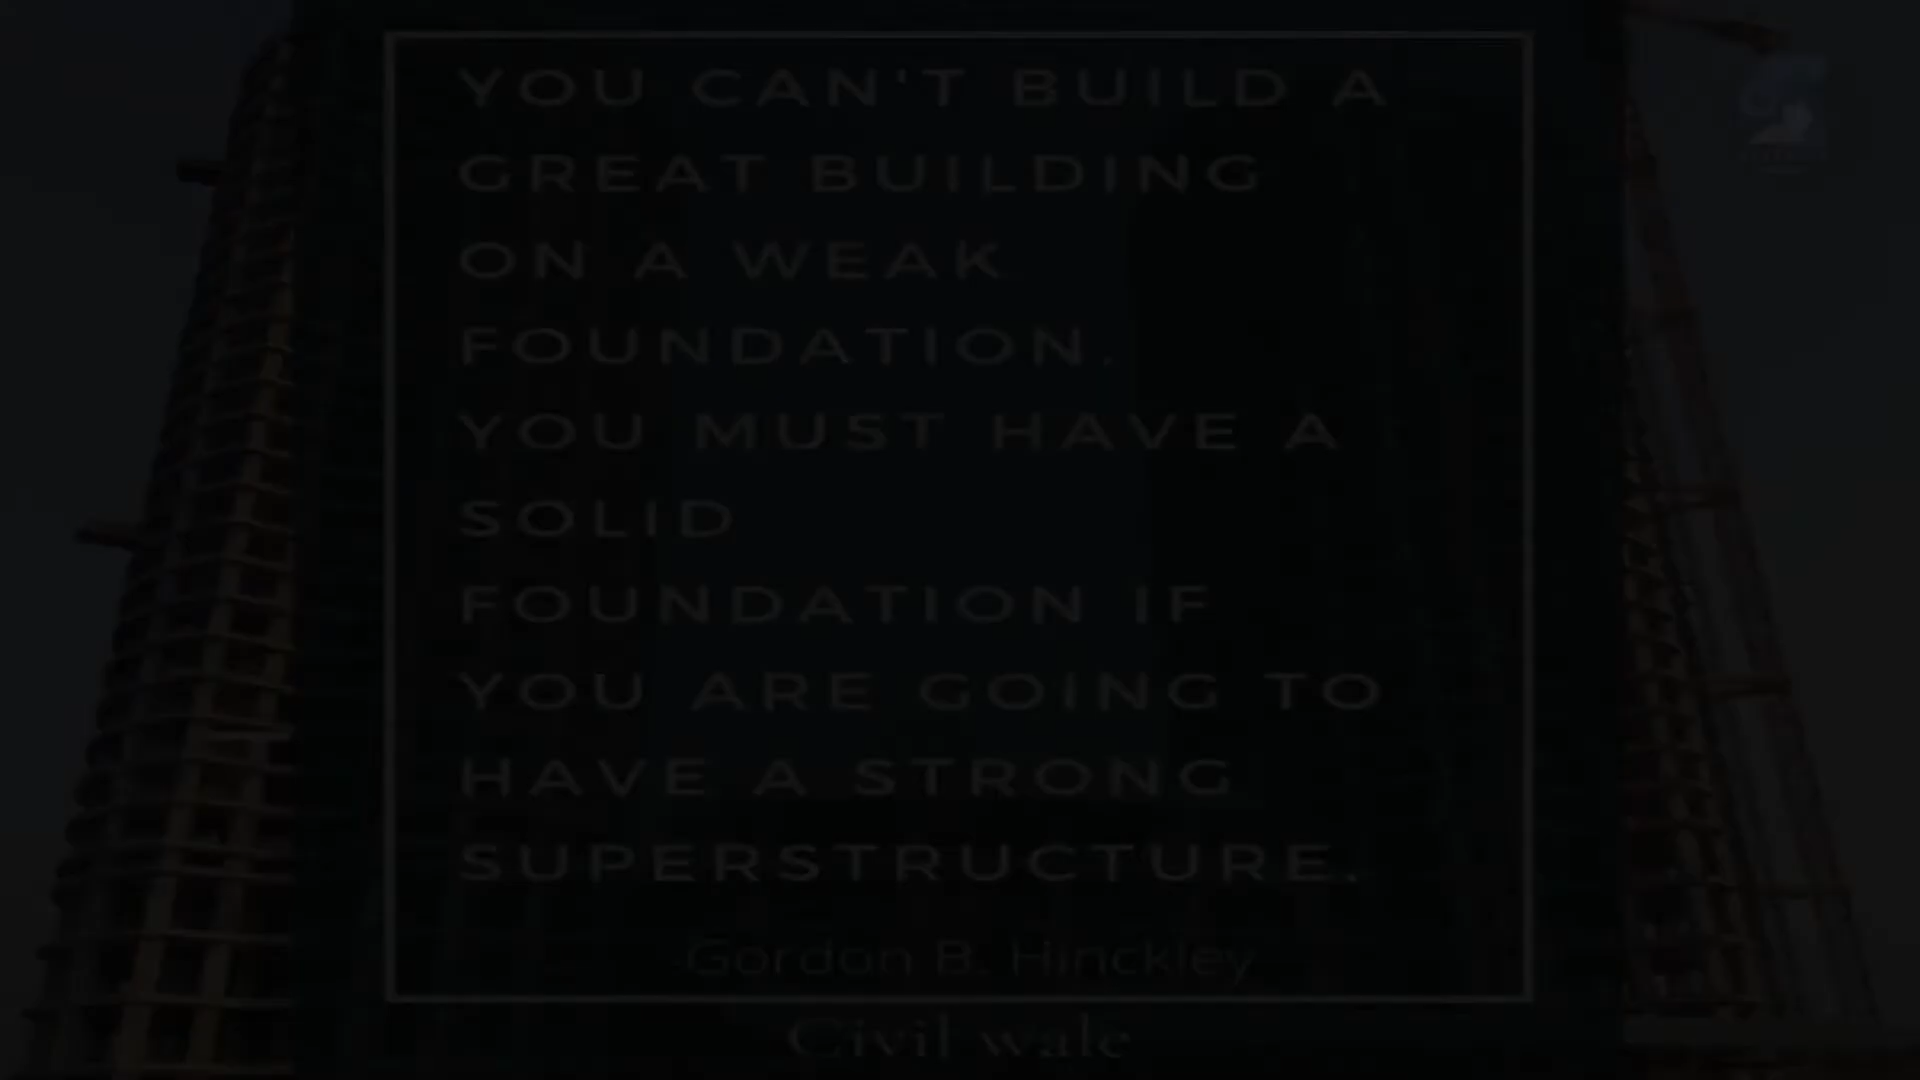 YOU CAN'T BUILD A
GREAT BUILDING
ON A WEAK
FOUNDATION.
YOU MUST HAVE A
SOLID
FOUNDATION IF
YOU ARE GOING TO
HAVE A STRONG
SUPERSTRUCTURE.
-Gordon B. Hinckley
Civil wale